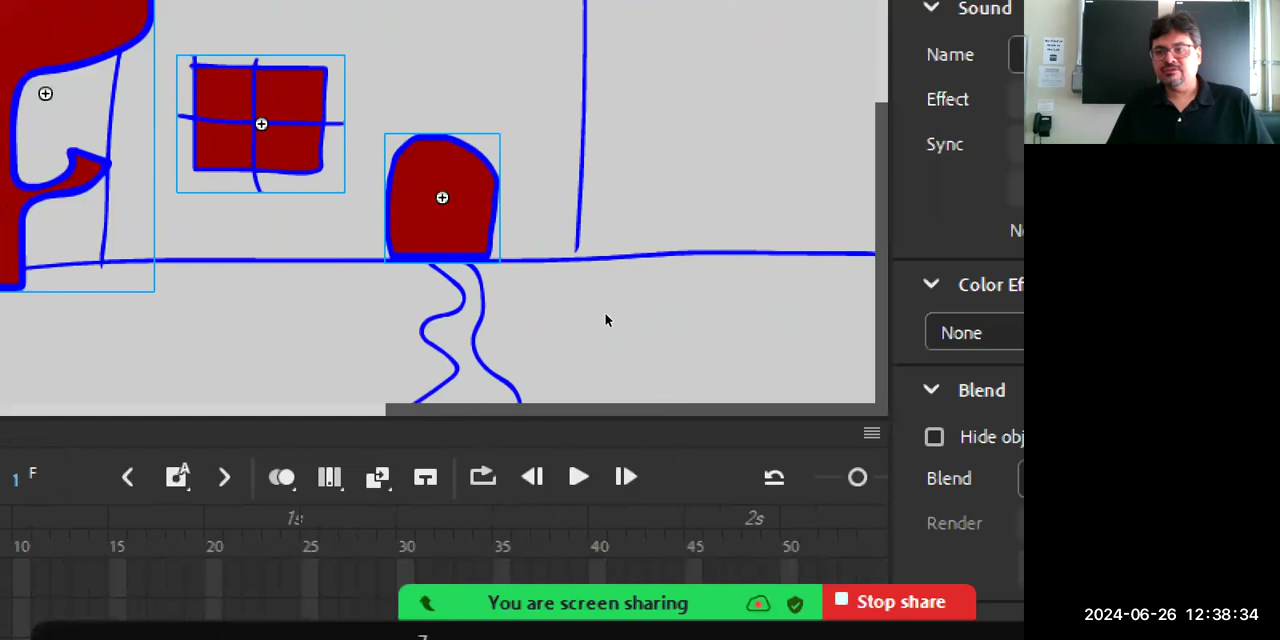 Sound
Name
Effect
Sync
N
Color Ef
None
Blend
Hide obj
Blend
Render
1 F
1s
2s
10 15 20 25 30 35 40 45 50
You are screen sharing
Stop share
2024-06-26 12:38:34